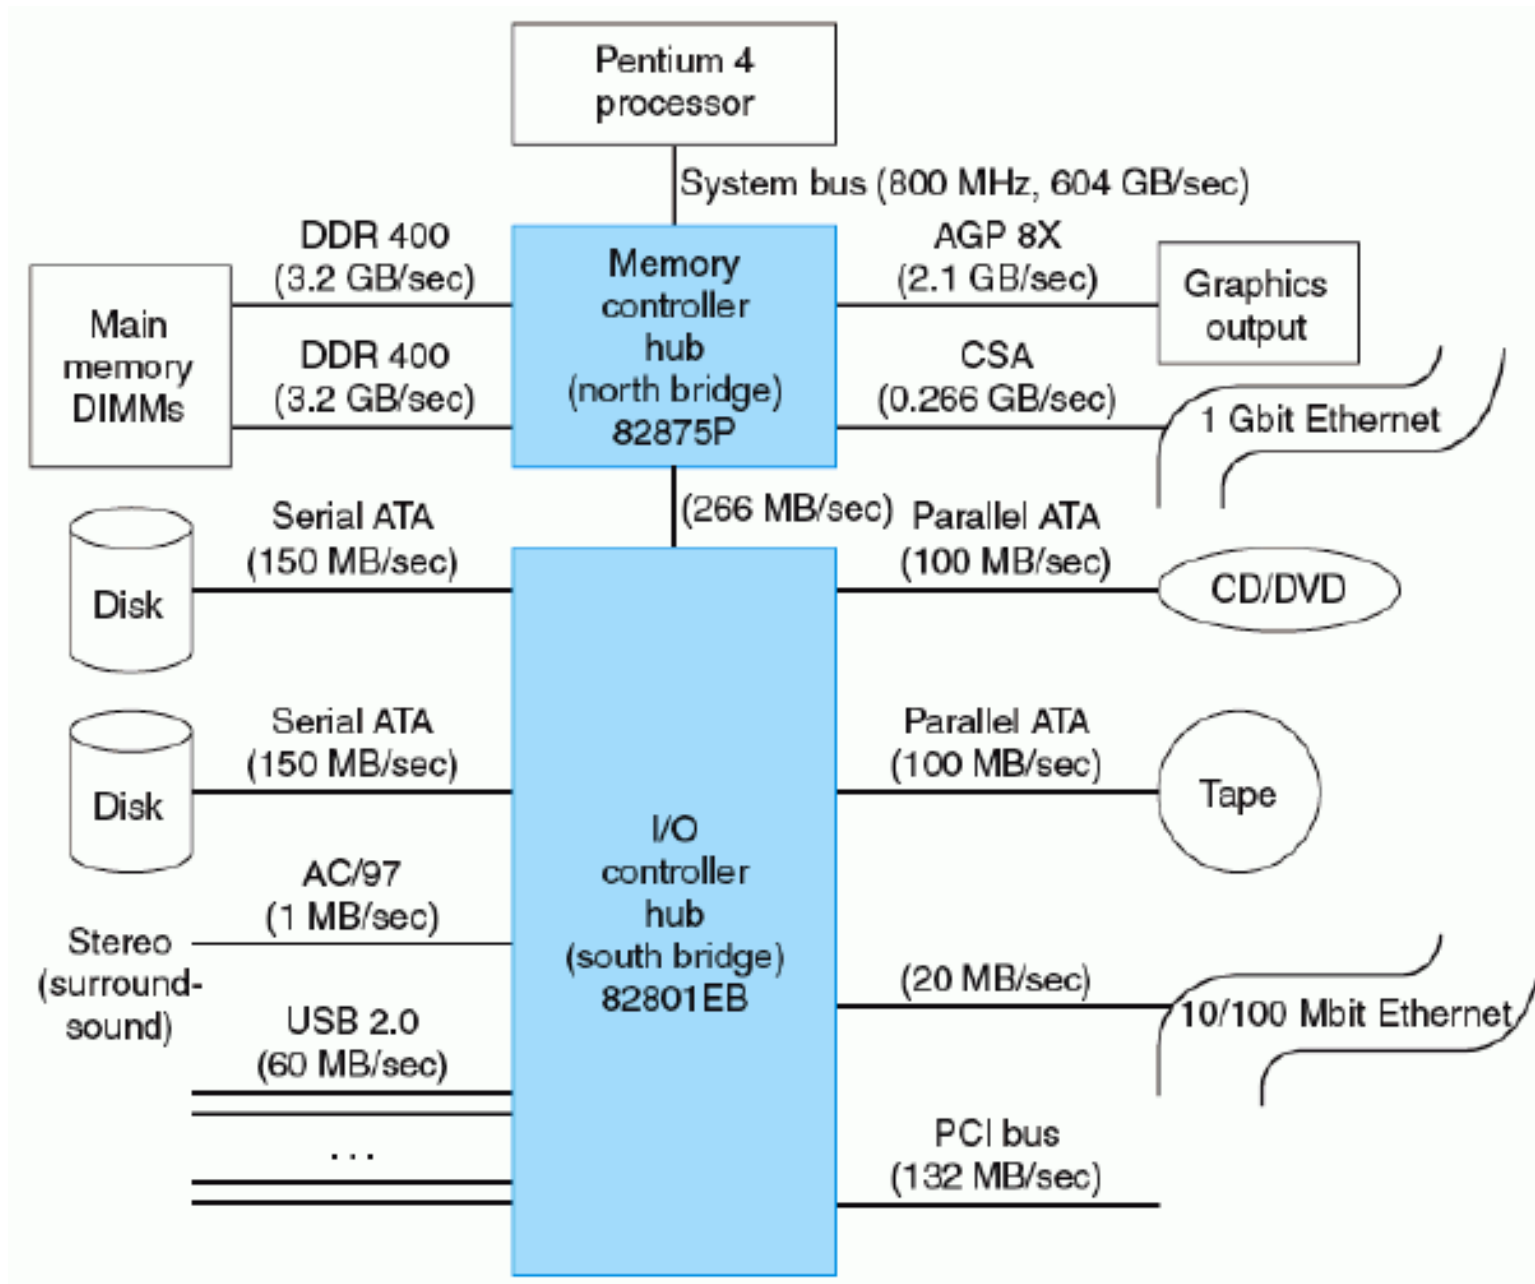 Pentium 4
processor
System bus (800 MHz, 604 GB/sec)
DDR 400
(3.2 GB/sec)
Memory
controller
hub
(north bridge)
82875P
AGP 8X
(2.1 GB/sec)
Graphics
output
Main
memory
DIMMs
DDR 400
(3.2 GB/sec)
CSA
(0.266 GB/sec)
1 Gbit Ethernet
(266 MB/sec)
Serial ATA
(150 MB/sec)
Disk
Parallel ATA
(100 MB/sec)
CD/DVD
Serial ATA
(150 MB/sec)
Disk
Parallel ATA
(100 MB/sec)
Tape
I/O
controller
hub
(south bridge)
82801EB
AC/97
(1 MB/sec)
Stereo
(surround-
sound)
(20 MB/sec)
10/100 Mbit Ethernet
USB 2.0
(60 MB/sec)
...
PCI bus
(132 MB/sec)